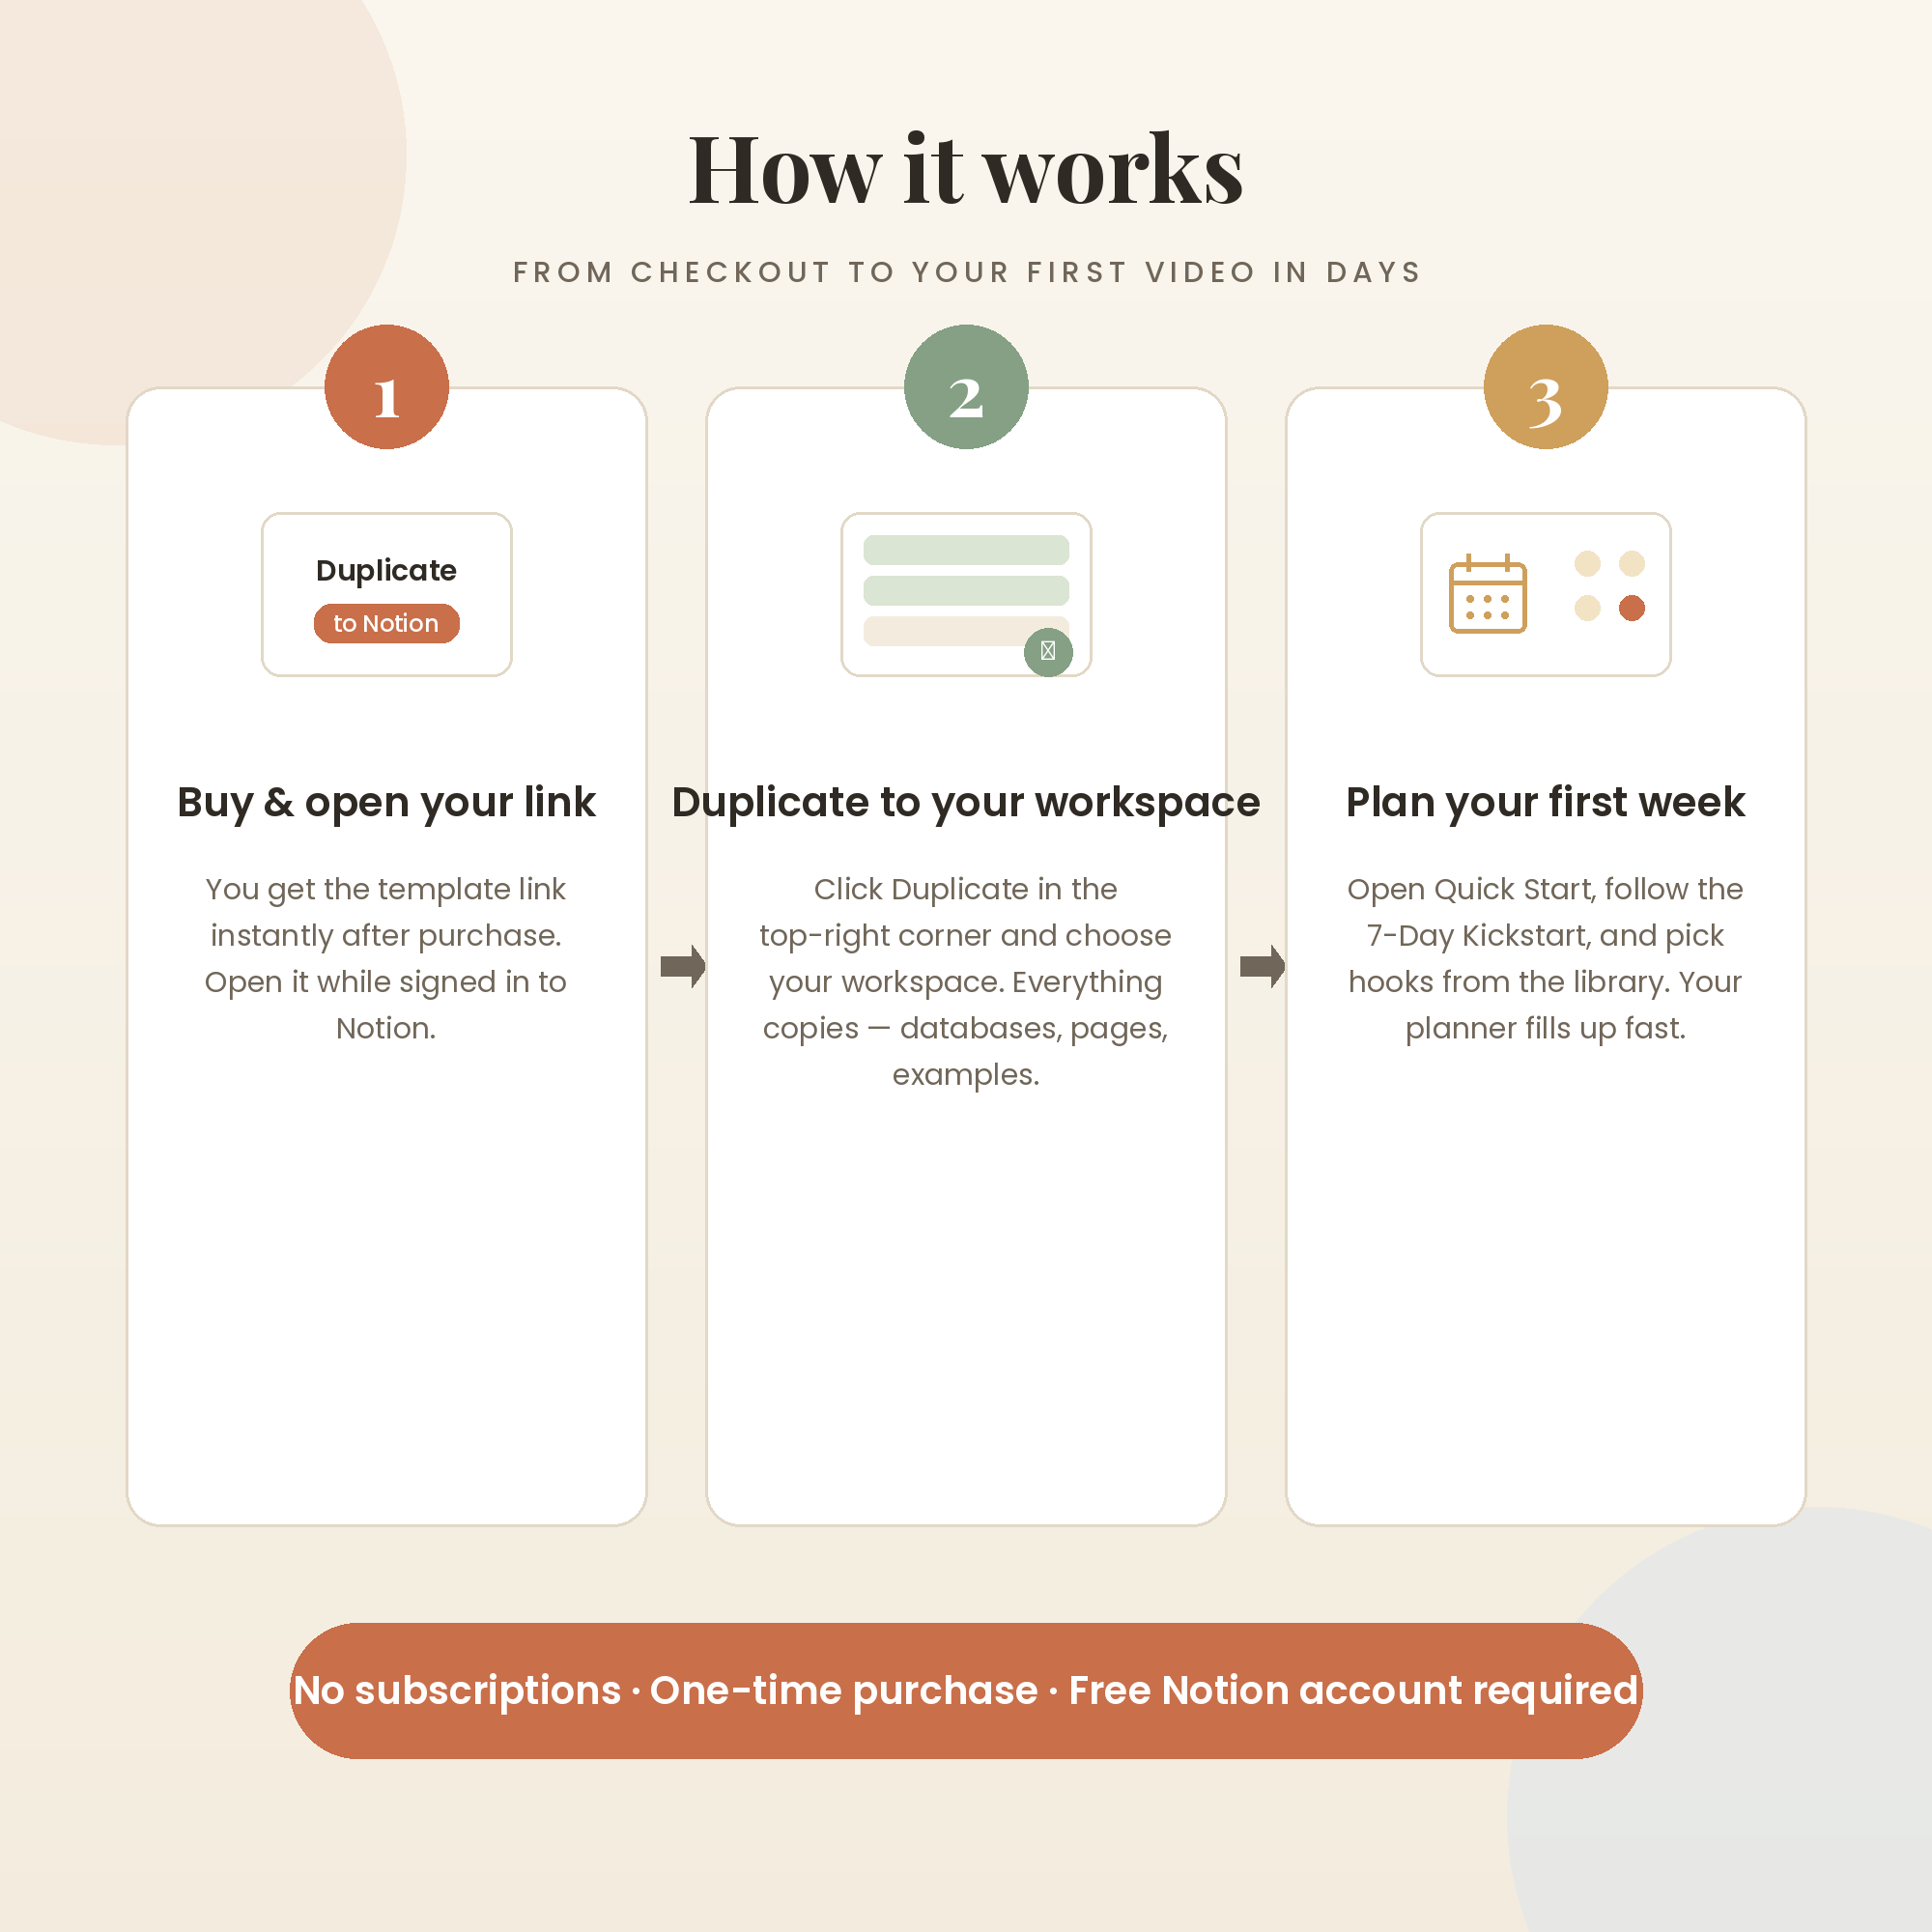 How it works
FROM CHECKOUT TO YOUR FIRST VIDEO IN DAYS
1
Duplicate
to Notion
Buy & open your link
You get the template link
instantly after purchase.
Open it while signed in to
Notion.
2
Duplicate to your workspace
Click Duplicate in the
top-right corner and choose
your workspace. Everything
copies — databases, pages,
examples.
3
Plan your first week
Open Quick Start, follow the
7-Day Kickstart, and pick
hooks from the library. Your
planner fills up fast.
No subscriptions · One-time purchase · Free Notion account required